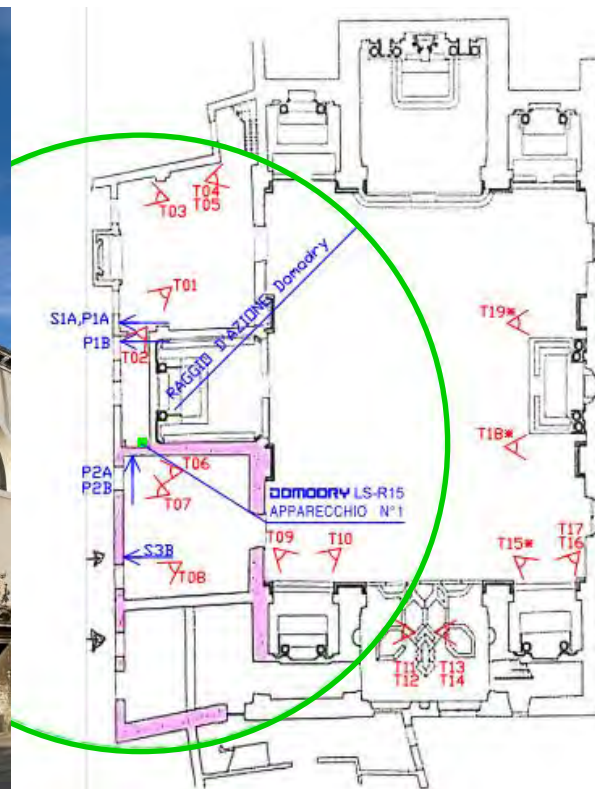 T04
T05
T03
T01
S1A,P1A
P1B
T02
RAGGIO D'AZIONE Domodry
T19*
T18*
P2A
P2B
T06
T07
DOMODRY LS-R15
APPARECCHIO N°1
S3B
T08
T09
T10
T15*
T17
T16
T11
T12
T13
T14